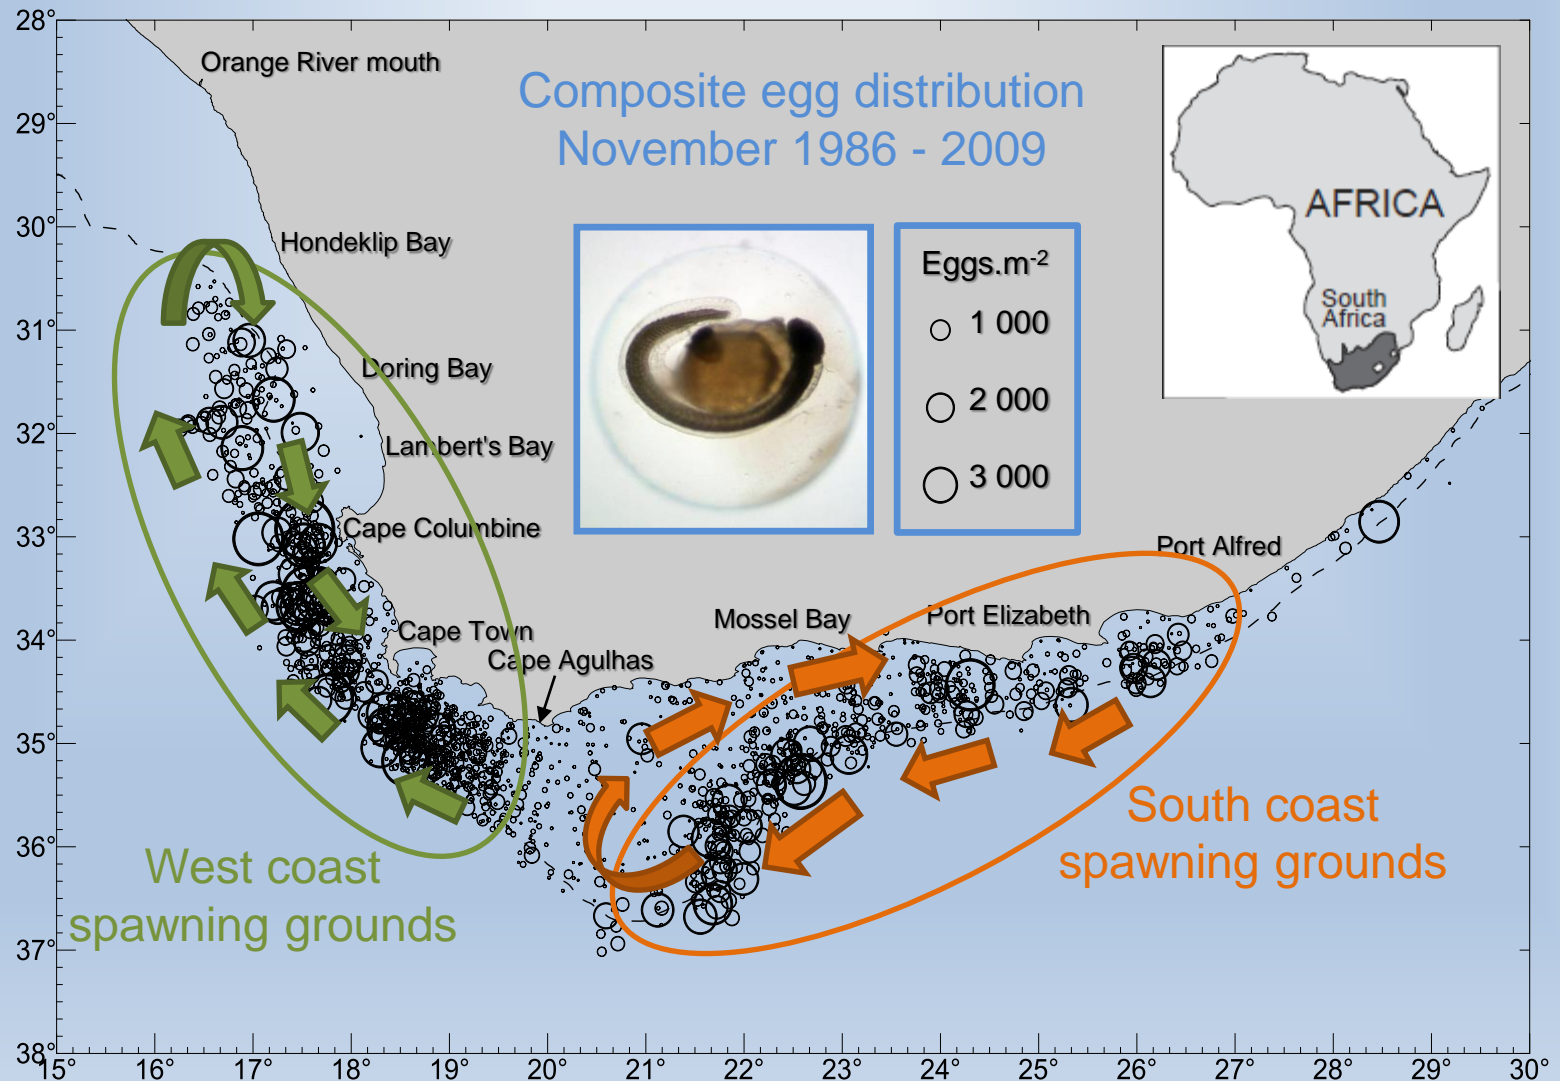 Composite egg distribution
November 1986 - 2009
Orange River mouth
Hondeklip Bay
Doring Bay
Lambert's Bay
Cape Columbine
Cape Town
Cape Agulhas
Mossel Bay
Port Elizabeth
Port Alfred
Eggs.m-2
1 000
2 000
3 000
AFRICA
South
Africa
West coast
spawning grounds
South coast
spawning grounds
28°
29°
30°
31°
32°
33°
34°
35°
36°
37°
38°
15°
16°
17°
18°
19°
20°
21°
22°
23°
24°
25°
26°
27°
28°
29°
30°